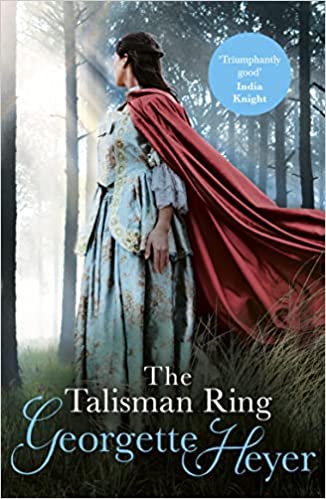 'Triumphantly
good'
India
Knight
The
Talisman Ring
Georgette Heyer